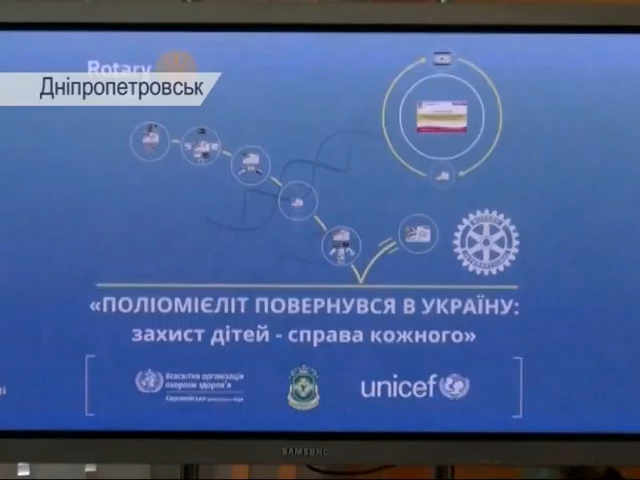 Rotary
Дніпропетровськ
«ПОЛІОМІЄЛІТ ПОВЕРНУВСЯ В УКРАЇНУ:
захист дітей - справа кожного»
Всесвітня організація
охорони здоров'я
unicef
SAMSUNG